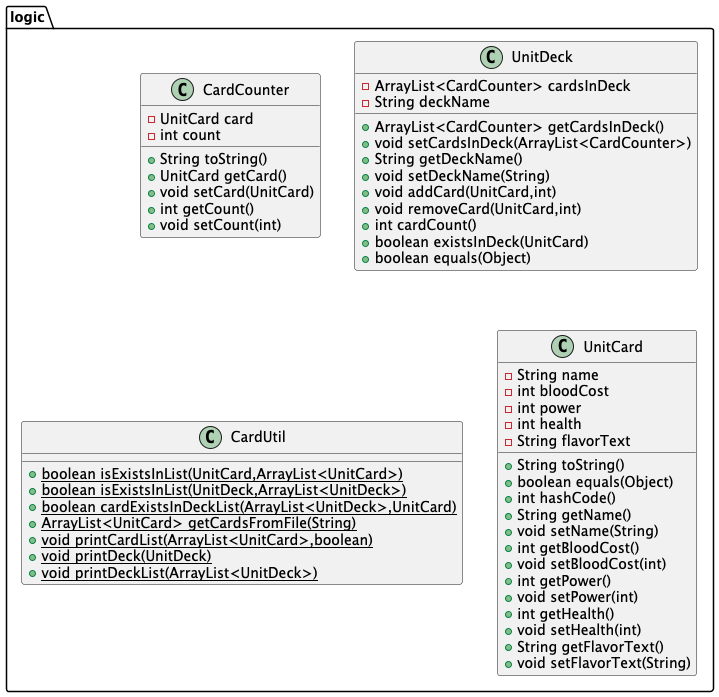 logic
CardCounter
UnitCard card
int count
String toString()
UnitCard getCard()
void setCard(UnitCard)
int getCount()
void setCount(int)
UnitDeck
ArrayList<CardCounter> cardsInDeck
String deckName
ArrayList<CardCounter> getCardsInDeck()
void setCardsInDeck(ArrayList<CardCounter>)
String getDeckName()
void setDeckName(String)
void addCard(UnitCard,int)
void removeCard(UnitCard,int)
int cardCount()
boolean existsInDeck(UnitCard)
boolean equals(Object)
CardUtil
boolean isExistsInList(UnitCard,ArrayList<UnitCard>)
boolean isExistsInList(UnitDeck,ArrayList<UnitDeck>)
boolean cardExistsInDeckList(ArrayList<UnitDeck>,UnitCard)
ArrayList<UnitCard> getCardsFromFile(String)
void printCardList(ArrayList<UnitCard>,boolean)
void printDeck(UnitDeck)
void printDeckList(ArrayList<UnitDeck>)
UnitCard
String name
int bloodCost
int power
int health
String flavorText
String toString()
boolean equals(Object)
int hashCode()
String getName()
void setName(String)
int getBloodCost()
void setBloodCost(int)
int getPower()
void setPower(int)
int getHealth()
void setHealth(int)
String getFlavorText()
void setFlavorText(String)